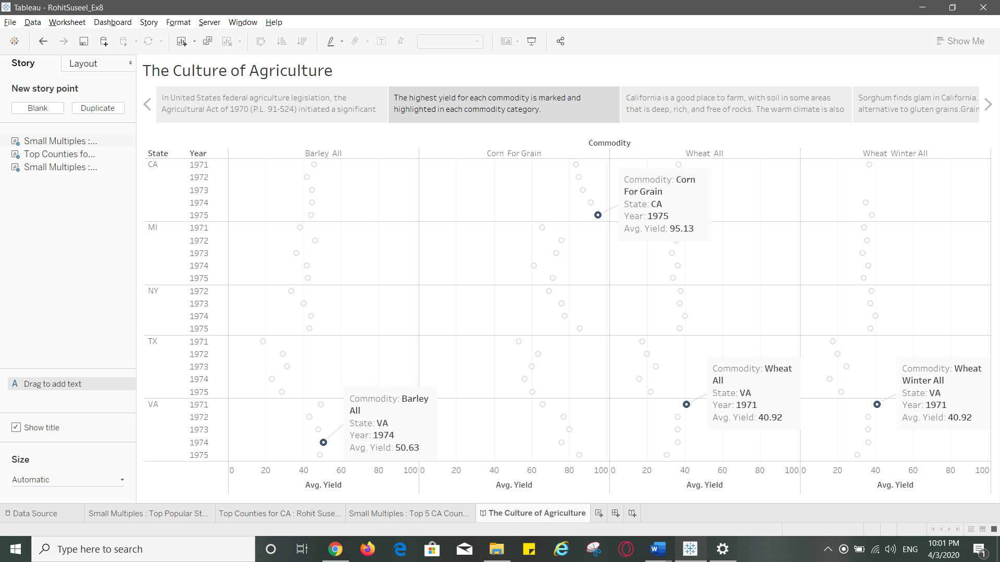 Tableau - RohitSuseel_Ex8
File Data Worksheet Dashboard Story Format Server Window Help
Show Me
Story Layout
New story point
Blank Duplicate
Small Multiples :...
Top Counties fo...
Small Multiples :...
A Drag to add text
Show title
Size
Automatic
The Culture of Agriculture
In United States federal agriculture legislation, the
Agricultural Act of 1970 (P.L. 91-524) initiated a significant
The highest yield for each commodity is marked and
highlighted in each commodity category.
California is a good place to farm, with soil in some areas
that is deep, rich, and free of rocks. The warm climate is also
Sorghum finds glam in California.
alternative to gluten grains.Grain
Commodity
State Year Barley All Corn For Grain Wheat All Wheat Winter All
CA 1971
1972
1973
1974
1975
MI 1971
1972
1973
1974
1975
NY 1972
1973
1974
1975
TX 1971
1972
1973
1974
1975
VA 1971
1972
1973
1974
1975
Commodity: Corn
For Grain
State: CA
Year: 1975
Avg. Yield: 95.13
Commodity: Barley
All
State: VA
Year: 1974
Avg. Yield: 50.63
Commodity: Wheat
All
State: VA
Year: 1971
Avg. Yield: 40.92
Commodity: Wheat
Winter All
State: VA
Year: 1971
Avg. Yield: 40.92
0 20 40 60 80 100 0 20 40 60 80 100 0 20 40 60 80 100 0 20 40 60 80 100
Avg. Yield Avg. Yield Avg. Yield Avg. Yield
Data Source Small Multiples : Top Popular St... Top Counties for CA : Rohit Suse... Small Multiples : Top 5 CA Coun... The Culture of Agriculture
Type here to search
ENG
10:01 PM
4/3/2020
1